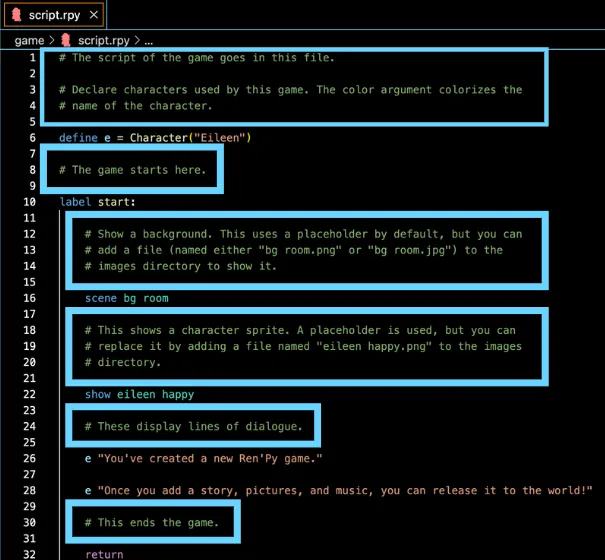 script.rpy ×
game > script.rpy > ...
1 # The script of the game goes in this file.
2
3 # Declare characters used by this game. The color argument colorizes the
4 # name of the character.
5
6 define e = Character("Eileen")
7
8 # The game starts here.
9
10 label start:
11
12 # Show a background. This uses a placeholder by default, but you can
13 # add a file (named either "bg room.png" or "bg room.jpg") to the
14 # images directory to show it.
15
16 scene bg room
17
18 # This shows a character sprite. A placeholder is used, but you can
19 # replace it by adding a file named "eileen happy.png" to the images
20 # directory.
21
22 show eileen happy
23
24 # These display lines of dialogue.
25
26 e "You've created a new Ren'Py game."
27
28 e "Once you add a story, pictures, and music, you can release it to the world!"
29
30 # This ends the game.
31
32 return